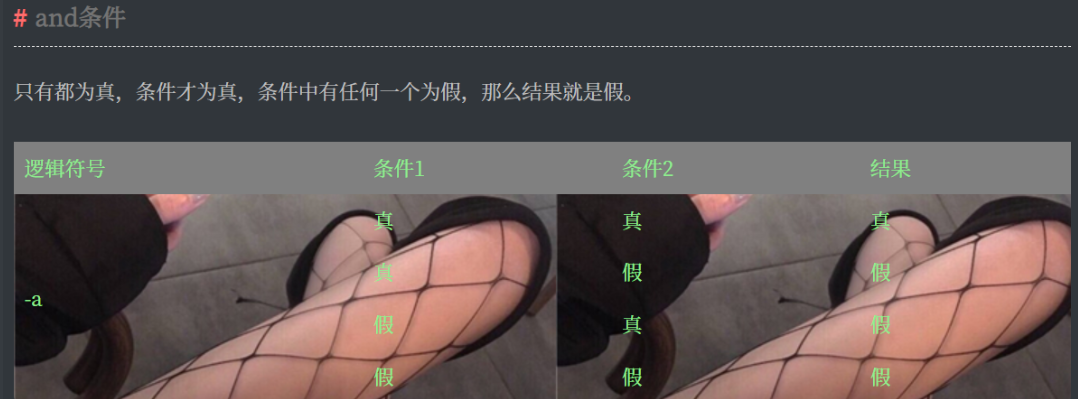 # and条件
只有都为真，条件才为真，条件中有任何一个为假，那么结果就是假。
逻辑符号 条件1 条件2 结果
真 真 真
真 假 假
-a
假 真 假
假 假 假